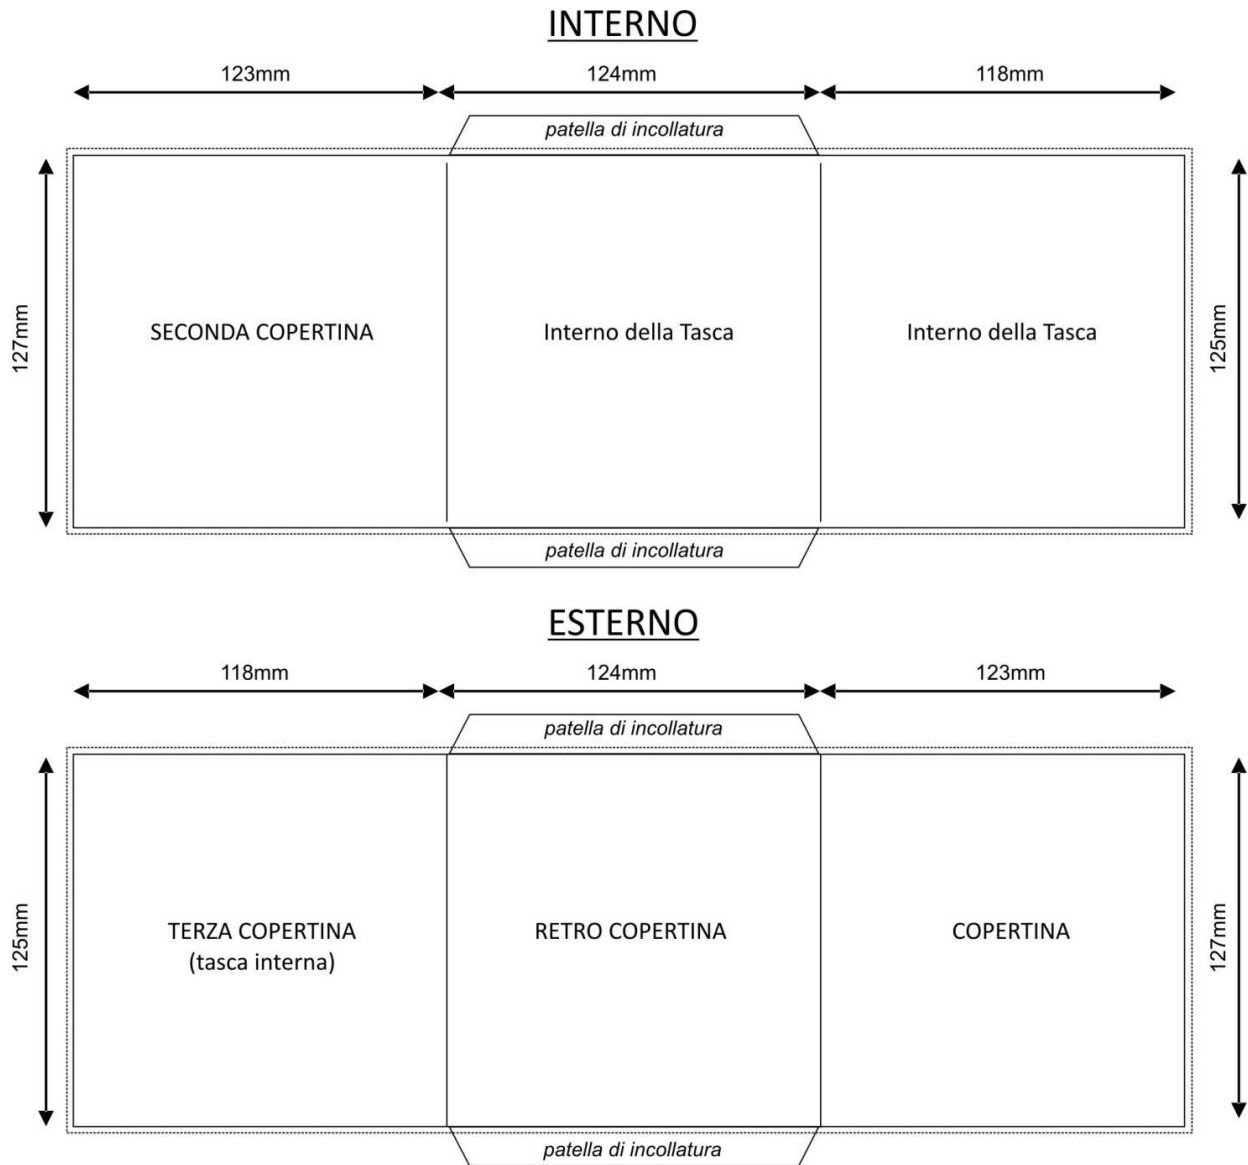 INTERNO
123mm
124mm
118mm
patella di incollatura
127mm
SECONDA COPERTINA
Interno della Tasca
Interno della Tasca
125mm
patella di incollatura
ESTERNO
118mm
124mm
123mm
patella di incollatura
125mm
TERZA COPERTINA
(tasca interna)
RETRO COPERTINA
COPERTINA
127mm
patella di incollatura